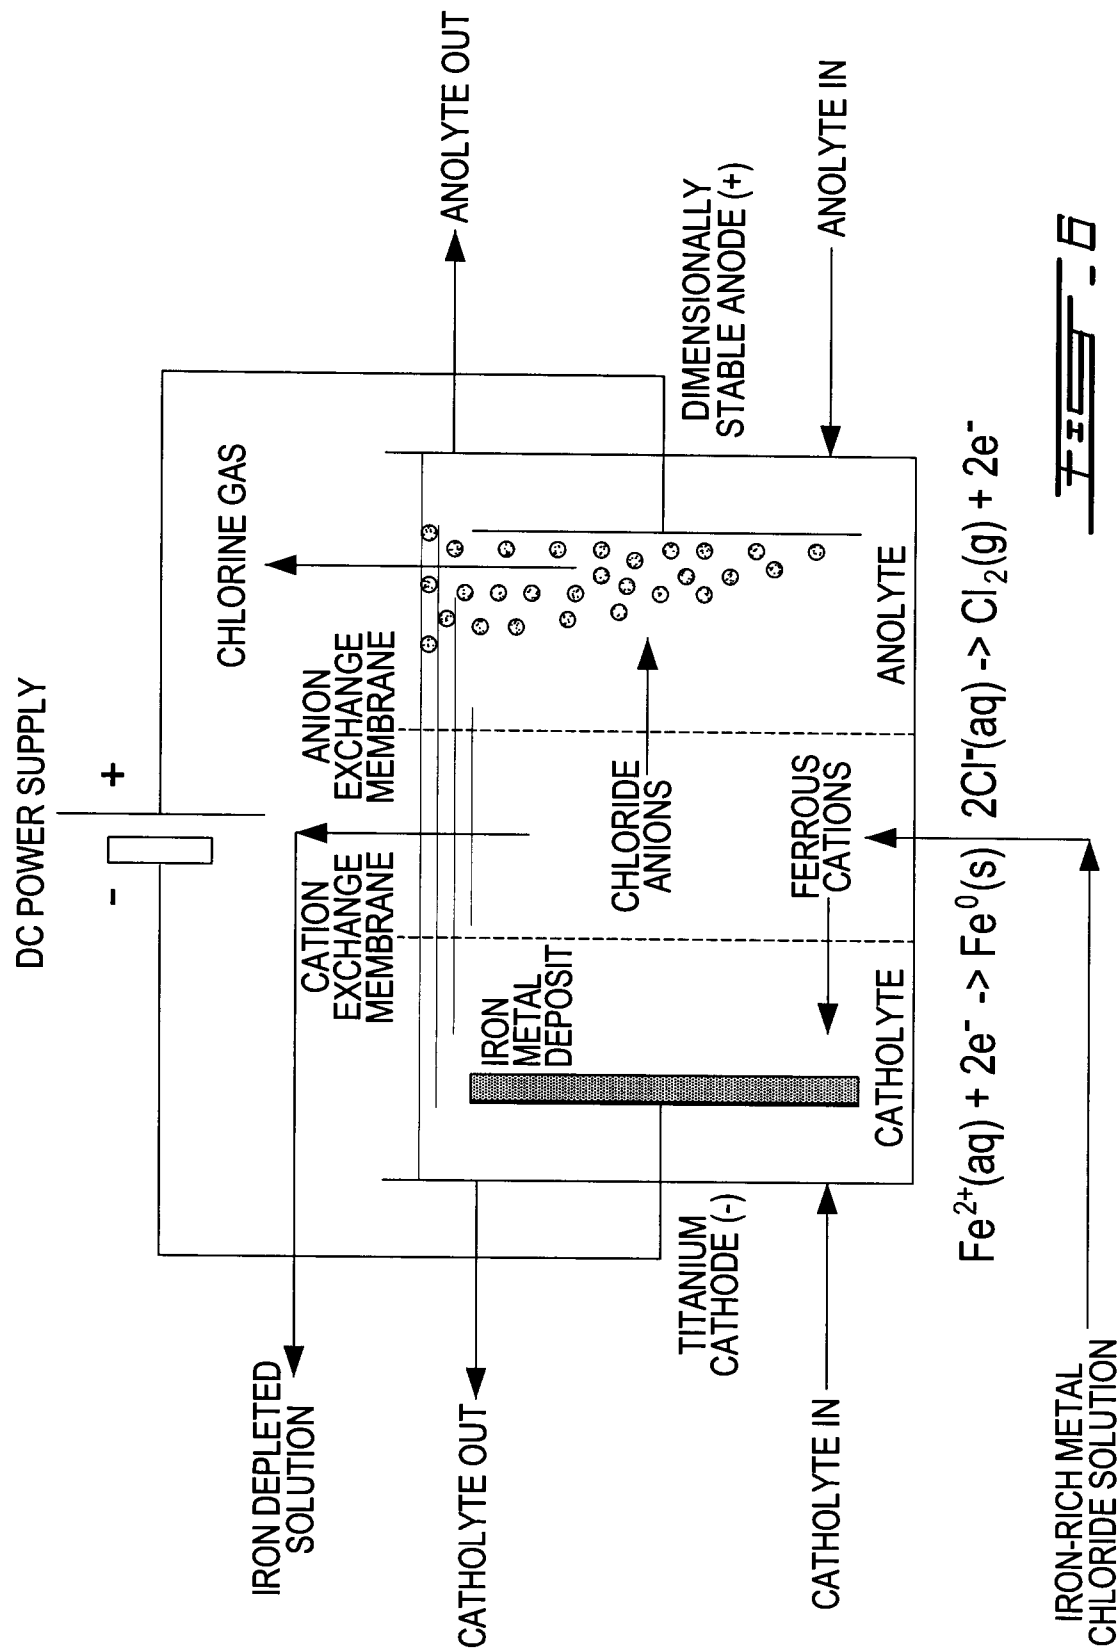 DC POWER SUPPLY
-
+
IRON DEPLETED
SOLUTION
CATION
EXCHANGE
MEMBRANE
ANION
EXCHANGE
MEMBRANE
CHLORINE GAS
CATHOLYTE OUT
ANOLYTE OUT
IRON
METAL
DEPOSIT
CHLORIDE
ANIONS
TITANIUM
CATHODE (-)
DIMENSIONALLY
STABLE ANODE (+)
FERROUS
CATIONS
CATHOLYTE IN
ANOLYTE IN
CATHOLYTE
ANOLYTE
Fe²⁺(aq) + 2e⁻ -> Fe⁰(s) 2Cl⁻(aq) -> Cl₂(g) + 2e⁻
IRON-RICH METAL
CHLORIDE SOLUTION
FIG - 6